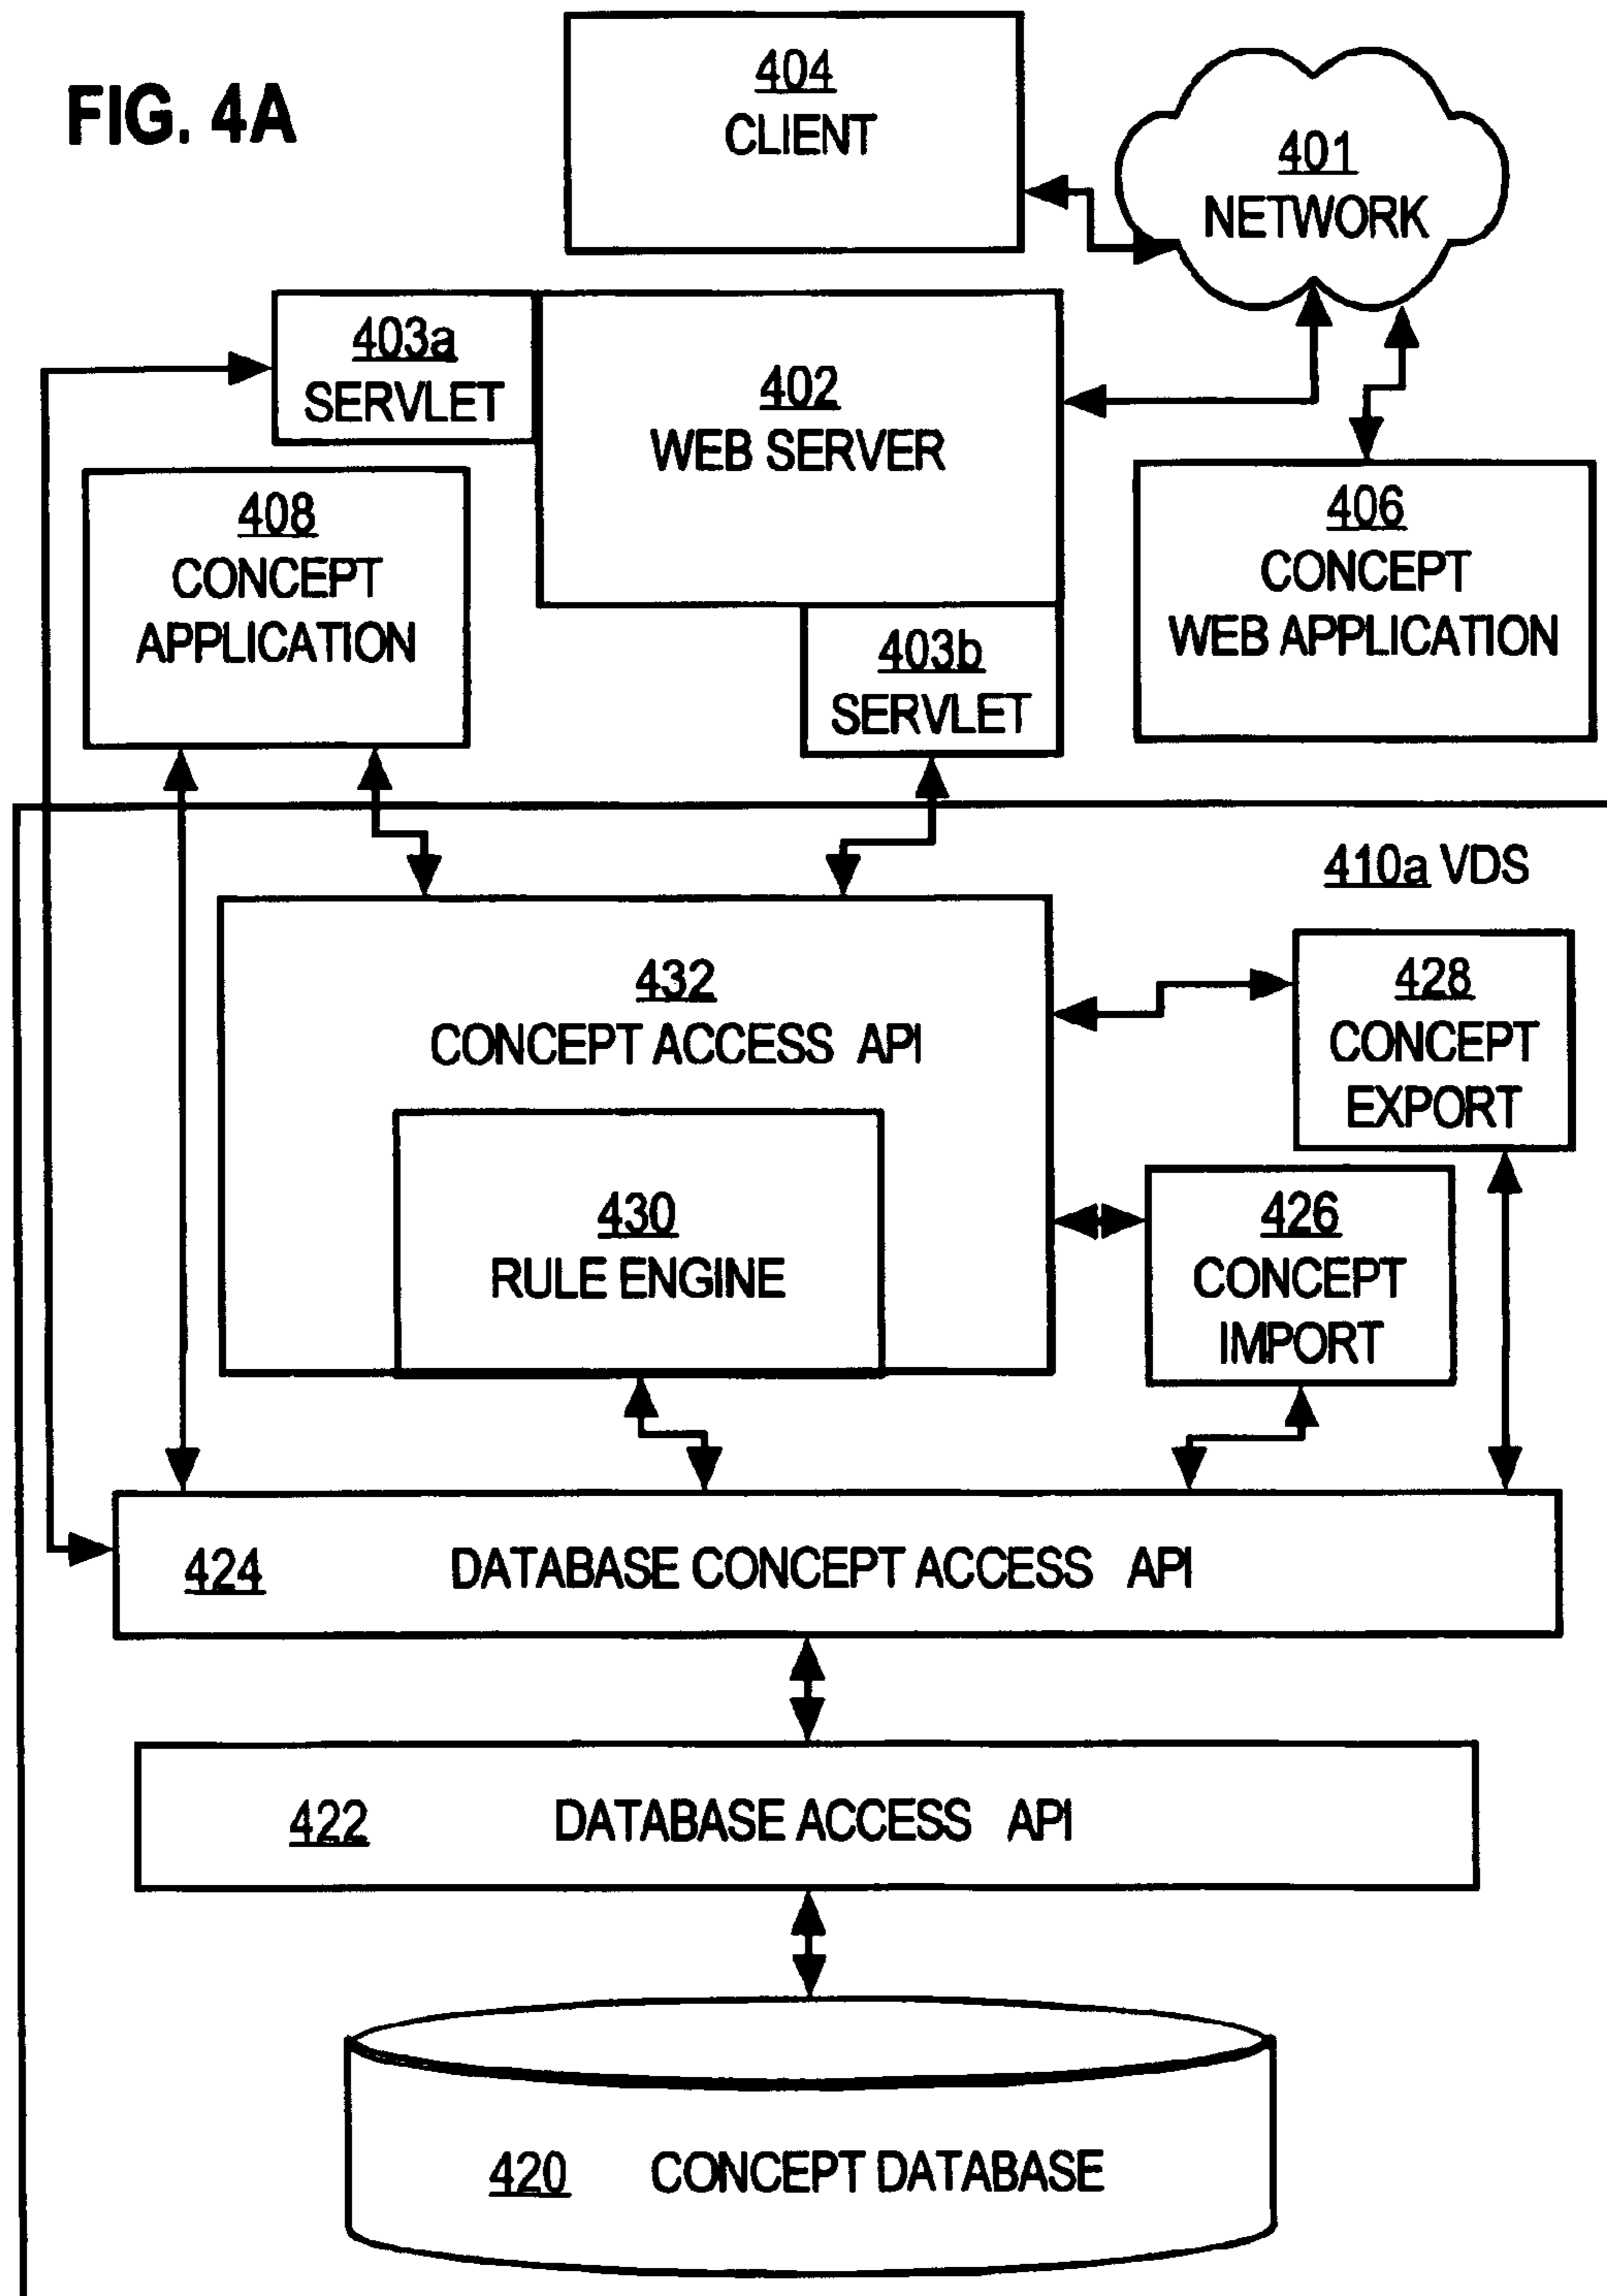 FIG. 4A
404
CLIENT
401
NETWORK
403a
SERVLET
402
WEB SERVER
408
CONCEPT
APPLICATION
406
CONCEPT
WEB APPLICATION
403b
SERVLET
410a VDS
432
CONCEPT ACCESS API
428
CONCEPT
EXPORT
430
RULE ENGINE
426
CONCEPT
IMPORT
424 DATABASE CONCEPT ACCESS API
422 DATABASE ACCESS API
420 CONCEPT DATABASE